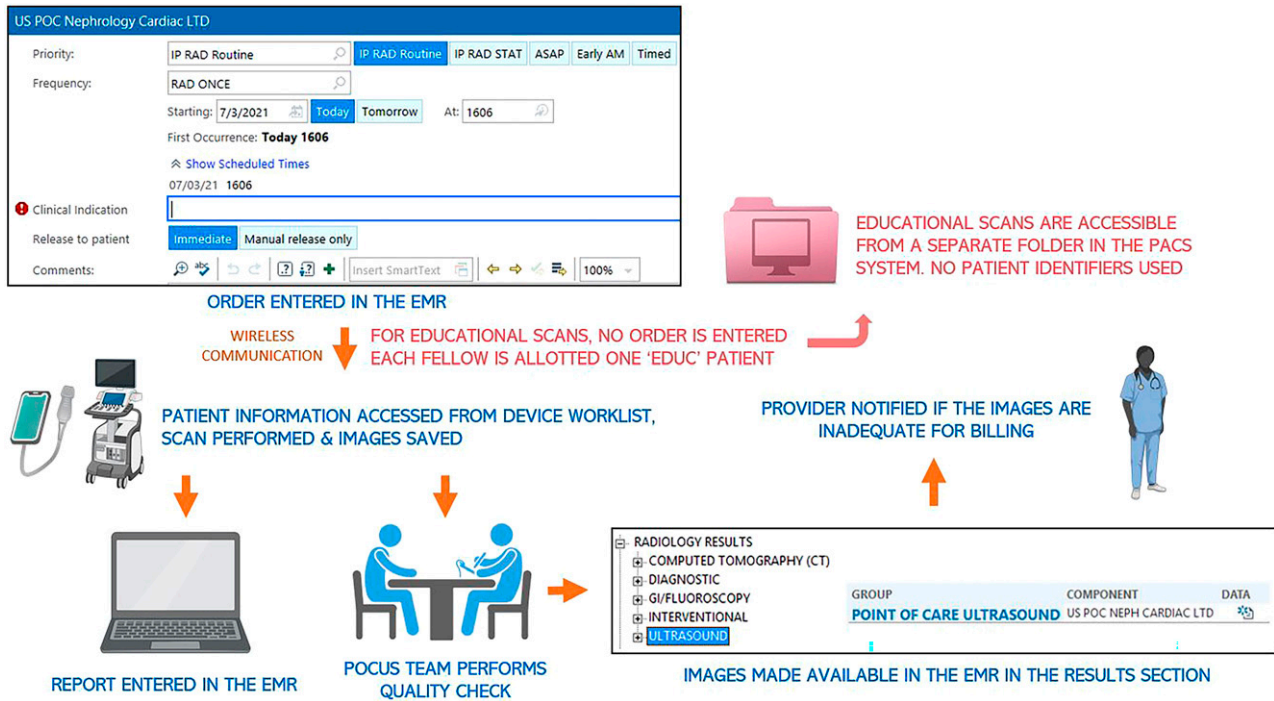 US POC Nephrology Cardiac LTD
Priority: IP RAD Routine IP RAD Routine IP RAD STAT ASAP Early AM Timed
Frequency: RAD ONCE
Starting: 7/3/2021 Today Tomorrow At: 1606
First Occurrence: Today 1606
Show Scheduled Times
07/03/21 1606
Clinical Indication
Release to patient Immediate Manual release only
Comments: abc Insert SmartText 100%
ORDER ENTERED IN THE EMR
EDUCATIONAL SCANS ARE ACCESSIBLE
FROM A SEPARATE FOLDER IN THE PACS
SYSTEM. NO PATIENT IDENTIFIERS USED
WIRELESS
COMMUNICATION
FOR EDUCATIONAL SCANS, NO ORDER IS ENTERED
EACH FELLOW IS ALLOTTED ONE ‘EDUC’ PATIENT
PATIENT INFORMATION ACCESSED FROM DEVICE WORKLIST,
SCAN PERFORMED & IMAGES SAVED
PROVIDER NOTIFIED IF THE IMAGES ARE
INADEQUATE FOR BILLING
REPORT ENTERED IN THE EMR
POCUS TEAM PERFORMS
QUALITY CHECK
RADIOLOGY RESULTS
COMPUTED TOMOGRAPHY (CT)
DIAGNOSTIC
GI/FLUOROSCOPY
INTERVENTIONAL
ULTRASOUND
GROUP COMPONENT DATA
POINT OF CARE ULTRASOUND US POC NEPH CARDIAC LTD
IMAGES MADE AVAILABLE IN THE EMR IN THE RESULTS SECTION